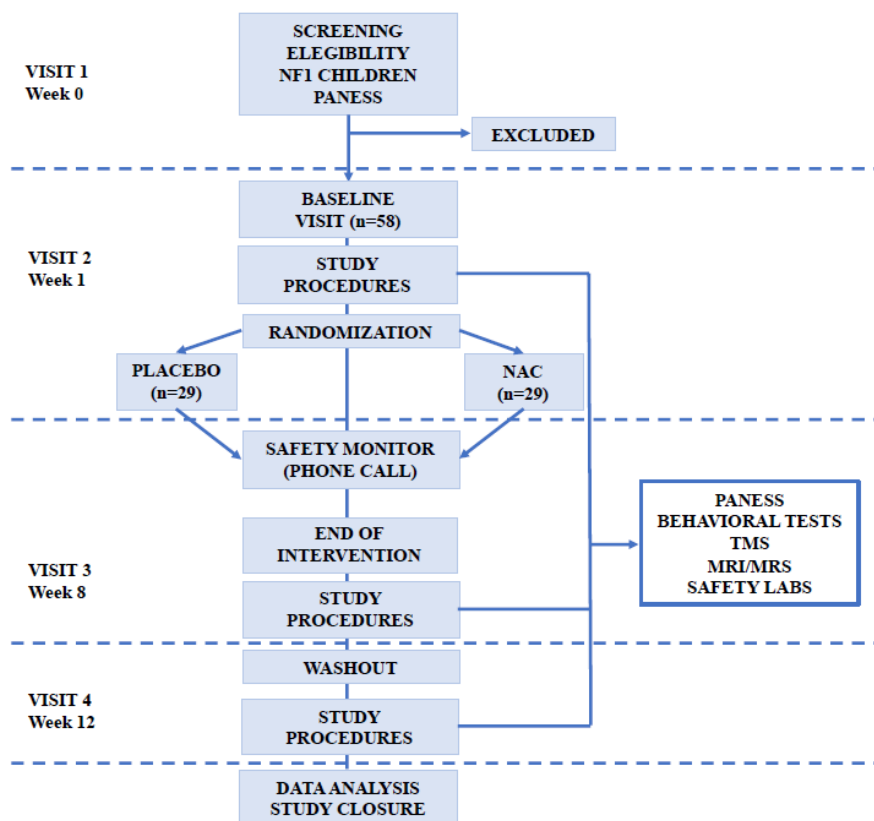 SCREENING
ELEGIBILITY
NF1 CHILDREN
PANESS
VISIT 1
Week 0
EXCLUDED
BASELINE
VISIT (n=58)
VISIT 2
Week 1
STUDY
PROCEDURES
RANDOMIZATION
PLACEBO
(n=29)
NAC
(n=29)
SAFETY MONITOR
(PHONE CALL)
END OF
INTERVENTION
VISIT 3
Week 8
STUDY
PROCEDURES
PANESS
BEHAVIORAL TESTS
TMS
MRI/MRS
SAFETY LABS
WASHOUT
VISIT 4
Week 12
STUDY
PROCEDURES
DATA ANALYSIS
STUDY CLOSURE